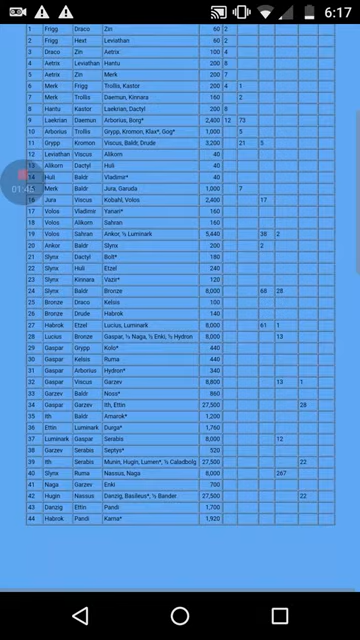 6:17
1 Frigg Draco Zin 60 2
2 Frigg Hext Leviathan 60 2
3 Draco Zin Aetrix 100 4
4 Aetrix Leviathan Hantu 200 8
5 Aetrix Zin Merk 200 7
6 Merk Frigg Trollis, Kastor 200 4 1
7 Merk Trollis Daemun, Kinnara 160 2
8 Hantu Kastor Laekrian, Dactyl 200 8
9 Laekrian Daemun Arborius, Borg* 2,400 12 73
10 Arborius Trollis Grypp, Kromon, Klax*, Gog* 1,000 5
11 Grypp Kromon Viscus, Baldr, Drude 3,200 21 5
12 Leviathan Viscus Alikorn 40
13 Alikorn Dactyl Huli 40
14 Huli Baldr Vladimir* 40
15 Merk Baldr Jura, Garuda 1,000 7
16 Jura Viscus Kobahl, Volos 2,400 17
17 Volos Vladimir Yanari* 160
18 Volos Alikorn Sahran 160
19 Volos Sahran Ankor, ½ Luminark 5,440 38 2
20 Ankor Baldr Slynx 200 2
21 Slynx Dactyl Bolt* 180
22 Slynx Huli Etzel 240
23 Slynx Kinnara Vazir* 120
24 Slynx Baldr Bronze 8,000 68 28
25 Bronze Draco Kelsis 100
26 Bronze Drude Habrok 140
27 Habrok Etzel Lucius, Luminark 8,000 61 1
28 Lucius Bronze Gaspar, ½ Naga, ½ Enki, ½ Hydron 8,000 13
29 Gaspar Grypp Kolo* 440
30 Gaspar Kelsis Ruma 440
31 Gaspar Arborius Hydron* 340
32 Gaspar Viscus Garzev 8,800 13 1
33 Garzev Baldr Noss* 860
34 Gaspar Garzev Ith, Ettin 27,500 28
35 Ith Baldr Amarok* 1,200
36 Ettin Luminark Durga* 1,760
37 Luminark Gaspar Serabis 8,000 12
38 Garzev Serabis Septys* 520
39 Ith Serabis Munin, Hugin, Lumen*, ½ Caladbolg 27,500 22
40 Slynx Ruma Nassus, Naga 8,000 267
41 Naga Garzev Enki 700
42 Hugin Nassus Danzig, Basileus*, ½ Bander 27,500 22
43 Danzig Ettin Pandi 1,700
44 Habrok Pandi Kama* 1,920